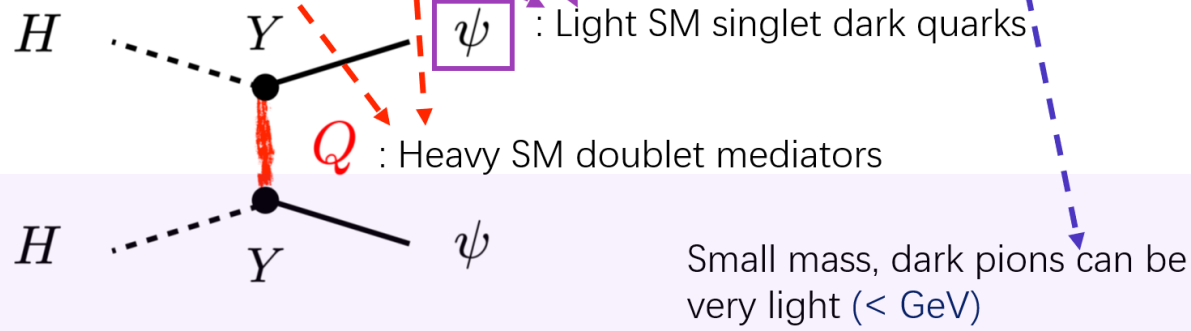 H Y ψ : Light SM singlet dark quarks
Q : Heavy SM doublet mediators
H Y ψ
Small mass, dark pions can be
very light (< GeV)